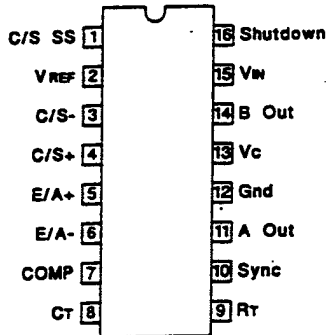 C/S SS 1 16 Shutdown
VREF 2 15 VIN
C/S- 3 14 B Out
C/S+ 4 13 Vc
E/A+ 5 12 Gnd
E/A- 6 11 A Out
COMP 7 10 Sync
CT 8 9 RT